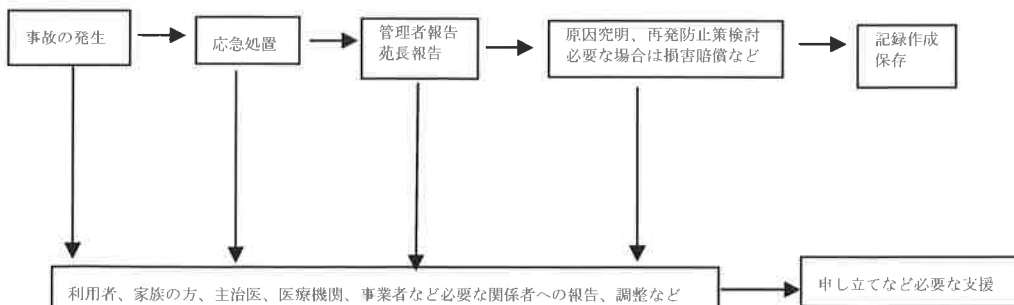 事故の発生
応急処置
管理者報告
苑長報告
原因究明、再発防止策検討
必要な場合は損害賠償など
記録作成
保存
利用者、家族の方、主治医、医療機関、事業者など必要な関係者への報告、調整など
申し立てなど必要な支援